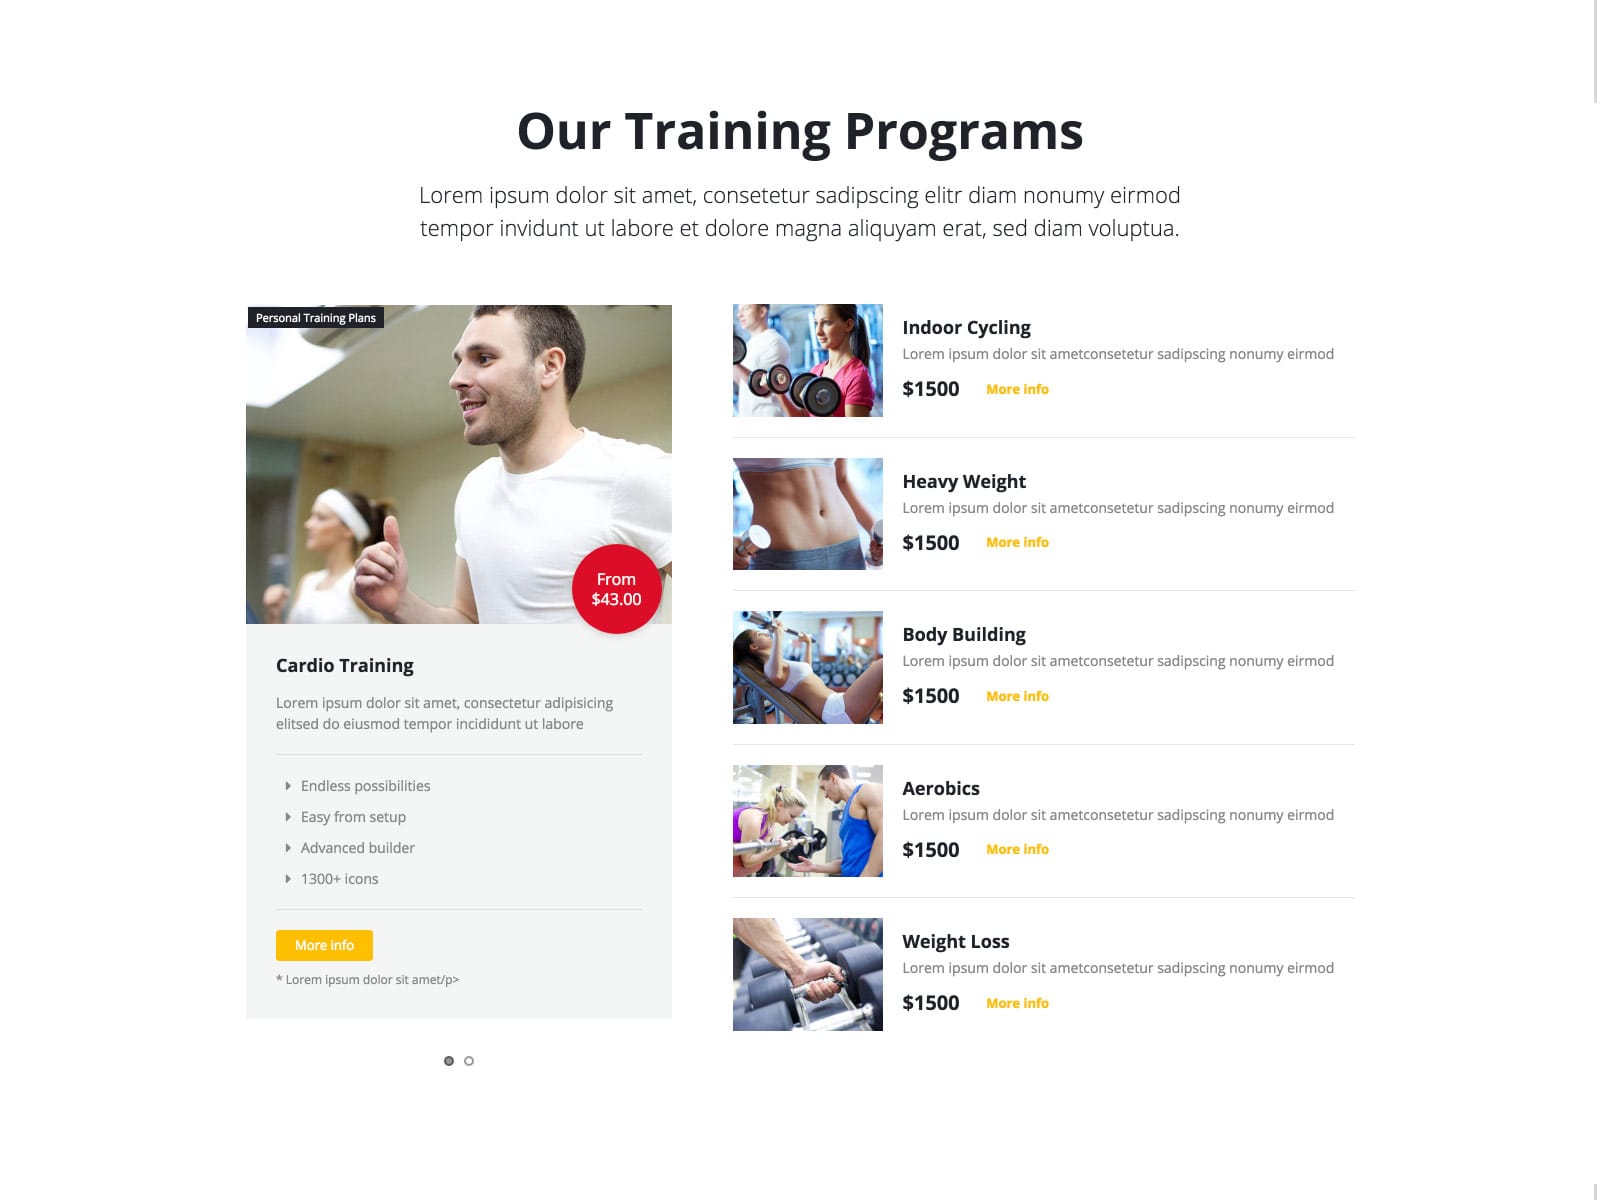 Our Training Programs
Lorem ipsum dolor sit amet, consetetur sadipscing elitr diam nonumy eirmod
tempor invidunt ut labore et dolore magna aliquyam erat, sed diam voluptua.
Personal Training Plans
From
$43.00
Cardio Training
Lorem ipsum dolor sit amet, consectetur adipisicing
elitsed do eiusmod tempor incididunt ut labore
Endless possibilities
Easy from setup
Advanced builder
1300+ icons
More info
* Lorem ipsum dolor sit amet/p>
Indoor Cycling
Lorem ipsum dolor sit ametconsetetur sadipscing nonumy eirmod
$1500 More info
Heavy Weight
Lorem ipsum dolor sit ametconsetetur sadipscing nonumy eirmod
$1500 More info
Body Building
Lorem ipsum dolor sit ametconsetetur sadipscing nonumy eirmod
$1500 More info
Aerobics
Lorem ipsum dolor sit ametconsetetur sadipscing nonumy eirmod
$1500 More info
Weight Loss
Lorem ipsum dolor sit ametconsetetur sadipscing nonumy eirmod
$1500 More info